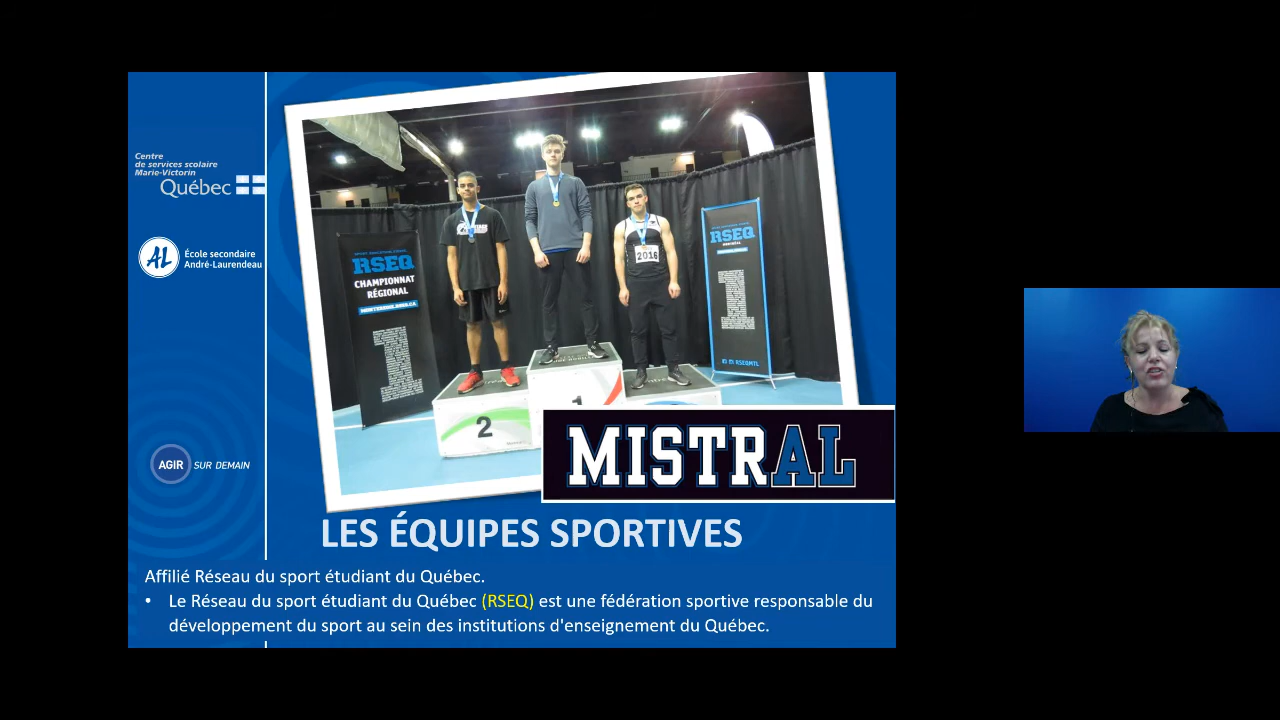 Centre
de services scolaire
Marie-Victorin
Québec
AL
École secondaire
André-Laurendeau
AGIR SUR DEMAIN
RSEQ
CHAMPIONNAT
RÉGIONAL
RSEQ
RSEQMTL
2016
2
1
MISTRAL
LES ÉQUIPES SPORTIVES
Affilié Réseau du sport étudiant du Québec.
• Le Réseau du sport étudiant du Québec (RSEQ) est une fédération sportive responsable du
développement du sport au sein des institutions d'enseignement du Québec.